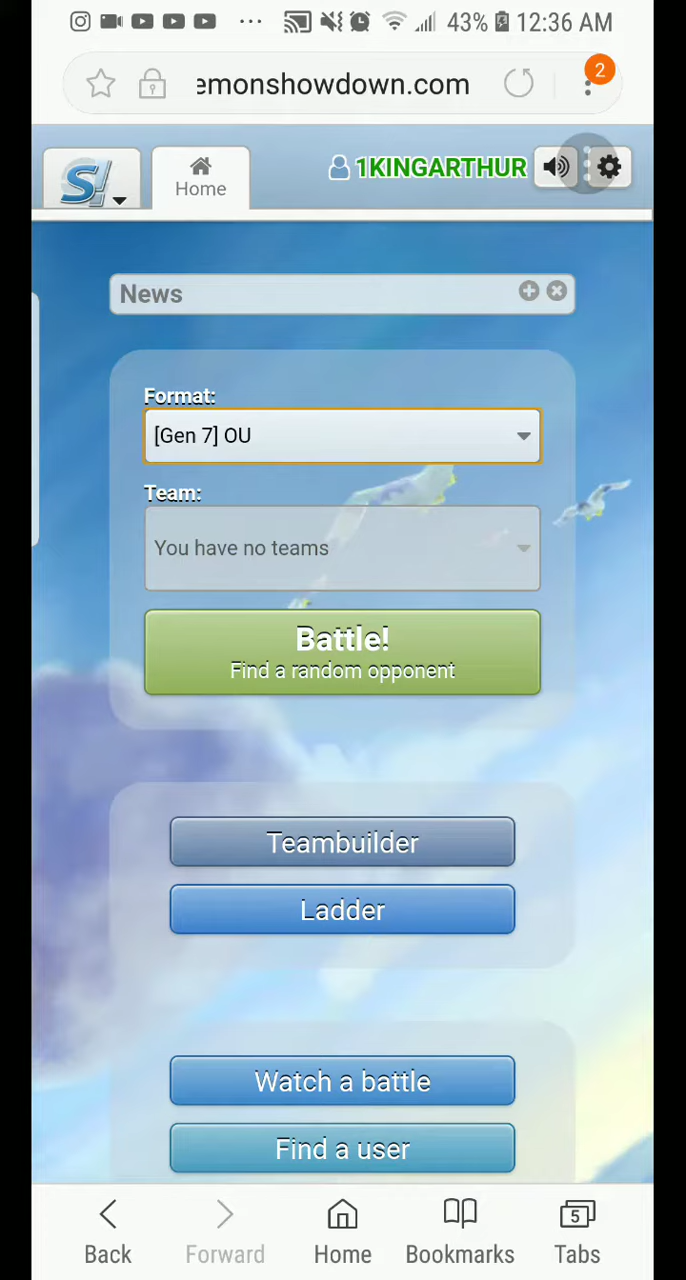 43% 12:36 AM
emonshowdown.com
2
S!
Home
1KINGARTHUR
News
Format:
[Gen 7] OU
Team:
You have no teams
Battle!
Find a random opponent
Teambuilder
Ladder
Watch a battle
Find a user
5
Back
Forward
Home
Bookmarks
Tabs